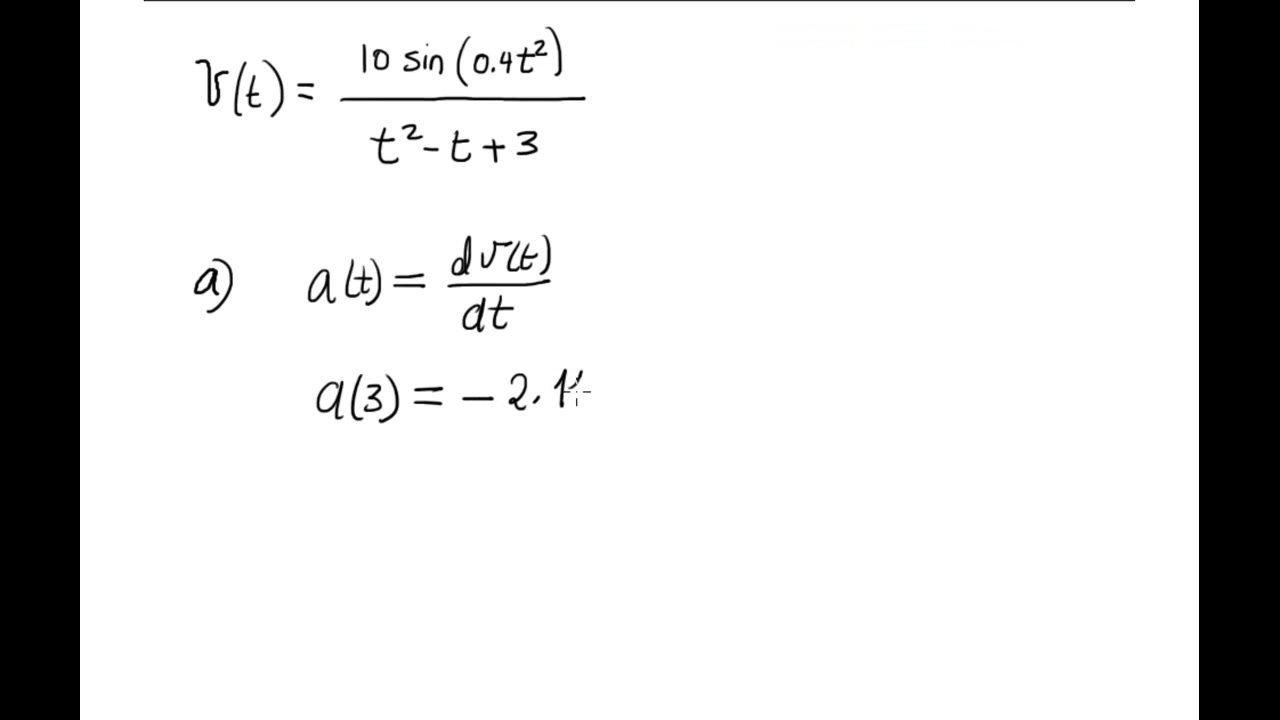 v(t) = 10 sin (0.4t²) / t² - t + 3
a) a(t) = dv(t) / dt
a(3) = - 2.1